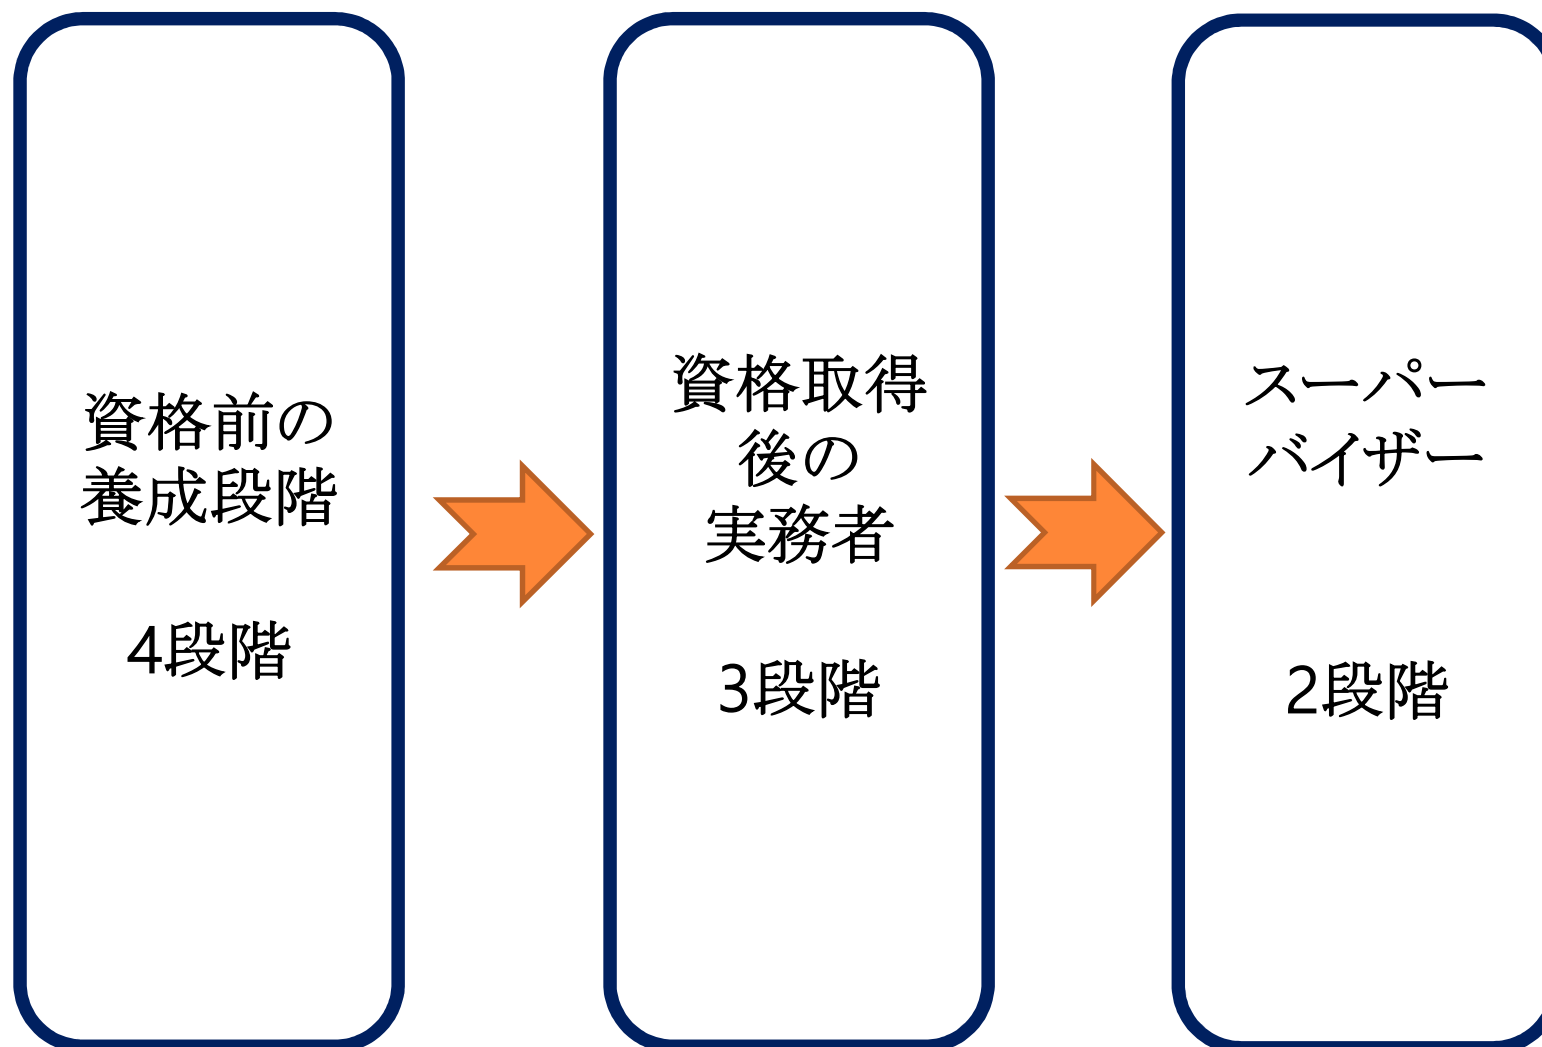 資格前の
養成段階
4段階
資格取得
後の
実務者
3段階
スーパー
バイザー
2段階